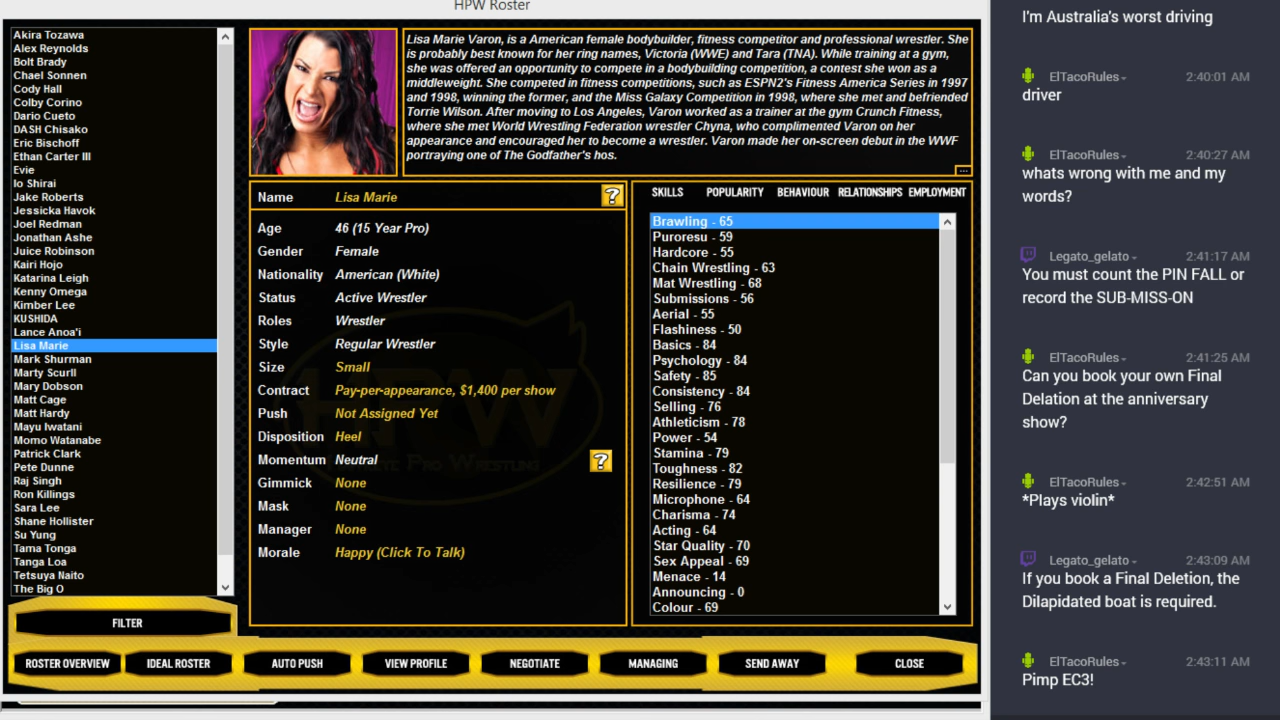 HPW Roster
Akira Tozawa
Alex Reynolds
Bolt Brady
Chael Sonnen
Cody Hall
Colby Corino
Dario Cueto
DASH Chisako
Eric Bischoff
Ethan Carter III
Evie
Io Shirai
Jake Roberts
Jessicka Havok
Joel Redman
Jonathan Ashe
Juice Robinson
Kairi Hojo
Katarina Leigh
Kenny Omega
Kimber Lee
KUSHIDA
Lance Anoa'i
Lisa Marie
Mark Shurman
Marty Scurll
Mary Dobson
Matt Cage
Matt Hardy
Mayu Iwatani
Momo Watanabe
Patrick Clark
Pete Dunne
Raj Singh
Ron Killings
Sara Lee
Shane Hollister
Su Yung
Tama Tonga
Tanga Loa
Tetsuya Naito
The Big O
FILTER
Lisa Marie Varon, is a American female bodybuilder, fitness competitor and professional wrestler. She
is probably best known for her ring names, Victoria (WWE) and Tara (TNA). While training at a gym,
she was offered an opportunity to compete in a bodybuilding competition, a contest she won as a
middleweight. She competed in fitness competitions, such as ESPN2's Fitness America Series in 1997
and 1998, winning the former, and the Miss Galaxy Competition in 1998, where she met and befriended
Torrie Wilson. After moving to Los Angeles, Varon worked as a trainer at the gym Crunch Fitness,
where she met World Wrestling Federation wrestler Chyna, who complimented Varon on her
appearance and encouraged her to become a wrestler. Varon made her on-screen debut in the WWF
portraying one of The Godfather's hos.
...
Name Lisa Marie ?
Age 46 (15 Year Pro)
Gender Female
Nationality American (White)
Status Active Wrestler
Roles Wrestler
Style Regular Wrestler
Size Small
Contract Pay-per-appearance, $1,400 per show
Push Not Assigned Yet
Disposition Heel
Momentum Neutral ?
Gimmick None
Mask None
Manager None
Morale Happy (Click To Talk)
SKILLS POPULARITY BEHAVIOUR RELATIONSHIPS EMPLOYMENT
Brawling - 65
Puroresu - 59
Hardcore - 55
Chain Wrestling - 63
Mat Wrestling - 68
Submissions - 56
Aerial - 55
Flashiness - 50
Basics - 84
Psychology - 84
Safety - 85
Consistency - 84
Selling - 76
Athleticism - 78
Power - 54
Stamina - 79
Toughness - 82
Resilience - 79
Microphone - 64
Charisma - 74
Acting - 64
Star Quality - 70
Sex Appeal - 69
Menace - 14
Announcing - 0
Colour - 69
ROSTER OVERVIEW IDEAL ROSTER AUTO PUSH VIEW PROFILE NEGOTIATE MANAGING SEND AWAY CLOSE
I'm Australia's worst driving
ElTacoRules 2:40:01 AM
driver
ElTacoRules 2:40:27 AM
whats wrong with me and my
words?
Legato_gelato 2:41:17 AM
You must count the PIN FALL or
record the SUB-MISS-ON
ElTacoRules 2:41:25 AM
Can you book your own Final
Delation at the anniversary
show?
ElTacoRules 2:42:51 AM
*Plays violin*
Legato_gelato 2:43:09 AM
If you book a Final Deletion, the
Dilapidated boat is required.
ElTacoRules 2:43:11 AM
Pimp EC3!